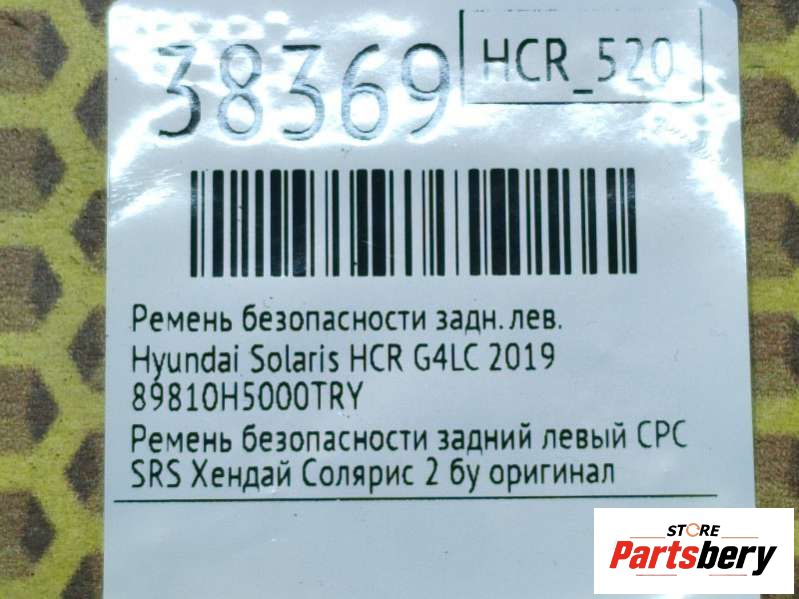 38369
HCR_520
Ремень безопасности задн. лев.
Hyundai Solaris HCR G4LC 2019
89810H5000TRY
Ремень безопасности задний левый СРС
SRS Хендай Солярис 2 бу оригинал
STORE
Partsbery